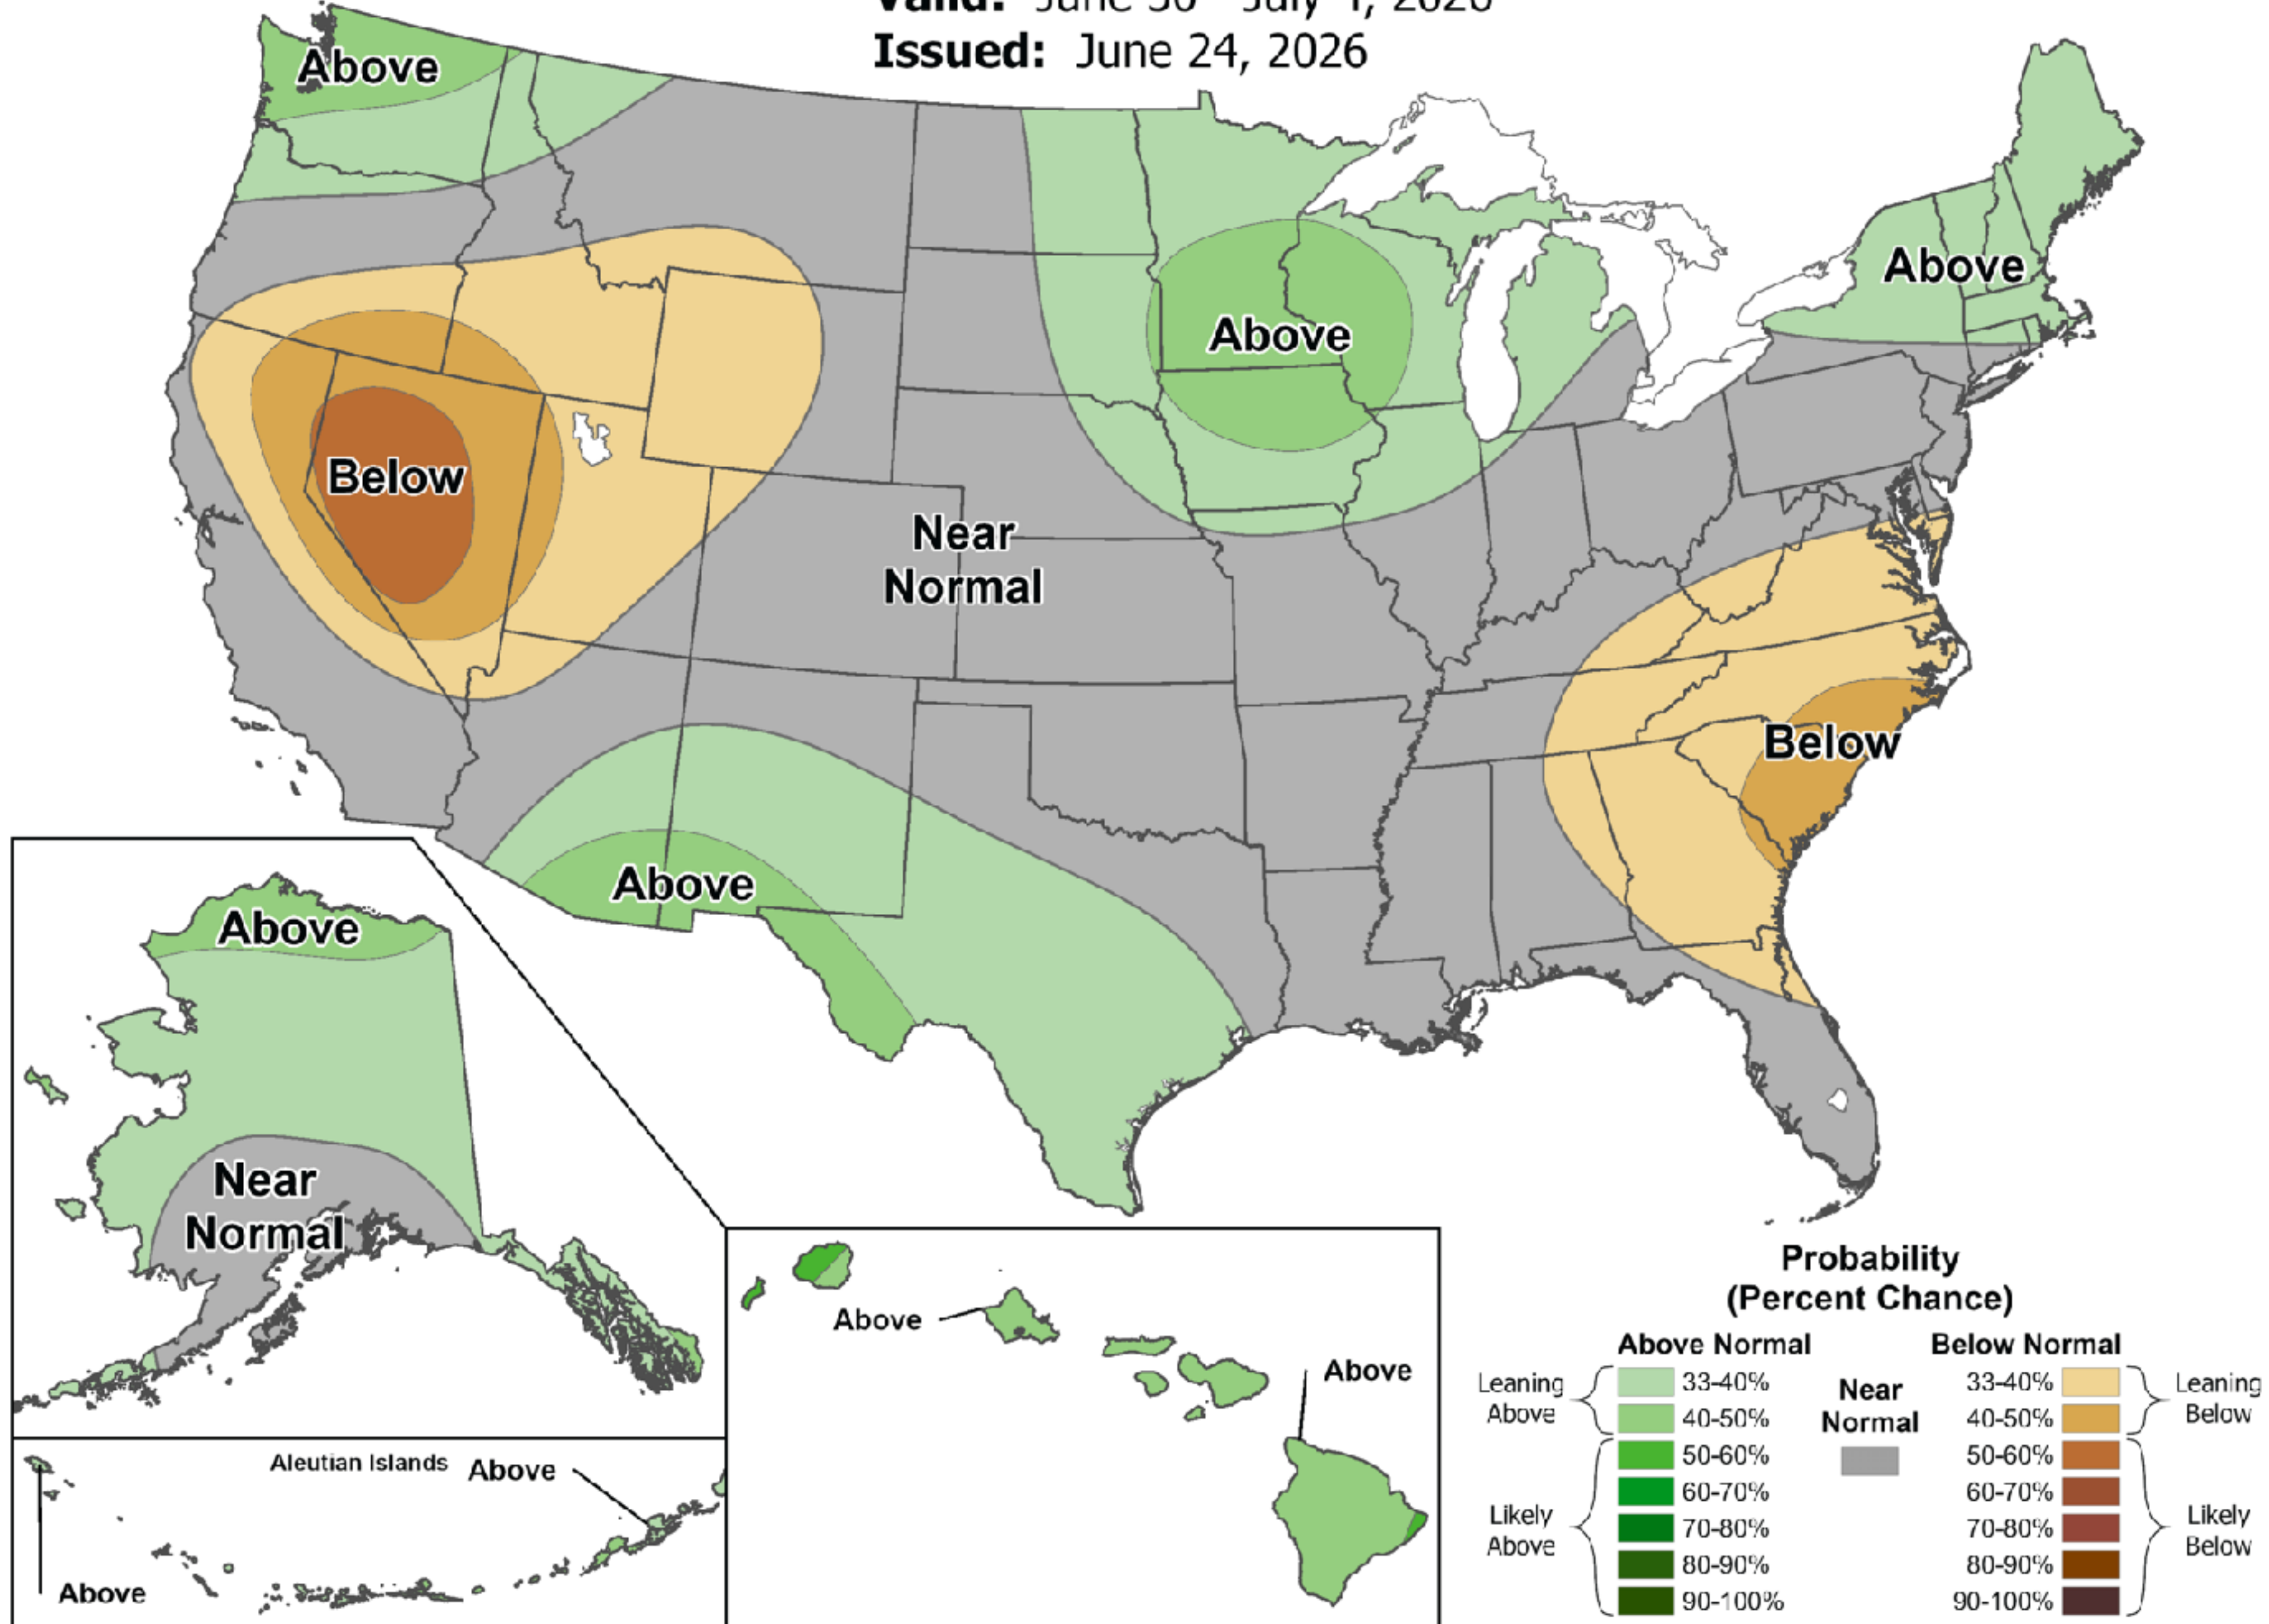 Issued: June 24, 2026
Above
Above
Above
Below
Near
Normal
Below
Above
Above
Near
Normal
Aleutian Islands Above
Above
Above
Above
Probability
(Percent Chance)
Above Normal
Below Normal
Leaning
Above
33-40%
40-50%
Likely
Above
50-60%
60-70%
70-80%
80-90%
90-100%
Near
Normal
33-40%
40-50%
Leaning
Below
50-60%
60-70%
70-80%
80-90%
90-100%
Likely
Below